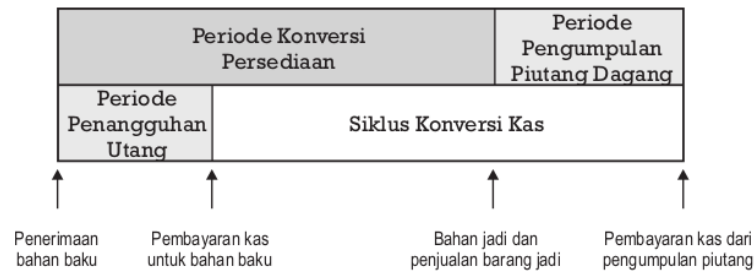 Periode Konversi
Persediaan
Periode
Pengumpulan
Piutang Dagang
Periode
Penangguhan
Utang
Siklus Konversi Kas
Penerimaan
bahan baku
Pembayaran kas
untuk bahan baku
Bahan jadi dan
penjualan barang jadi
Pembayaran kas dari
pengumpulan piutang